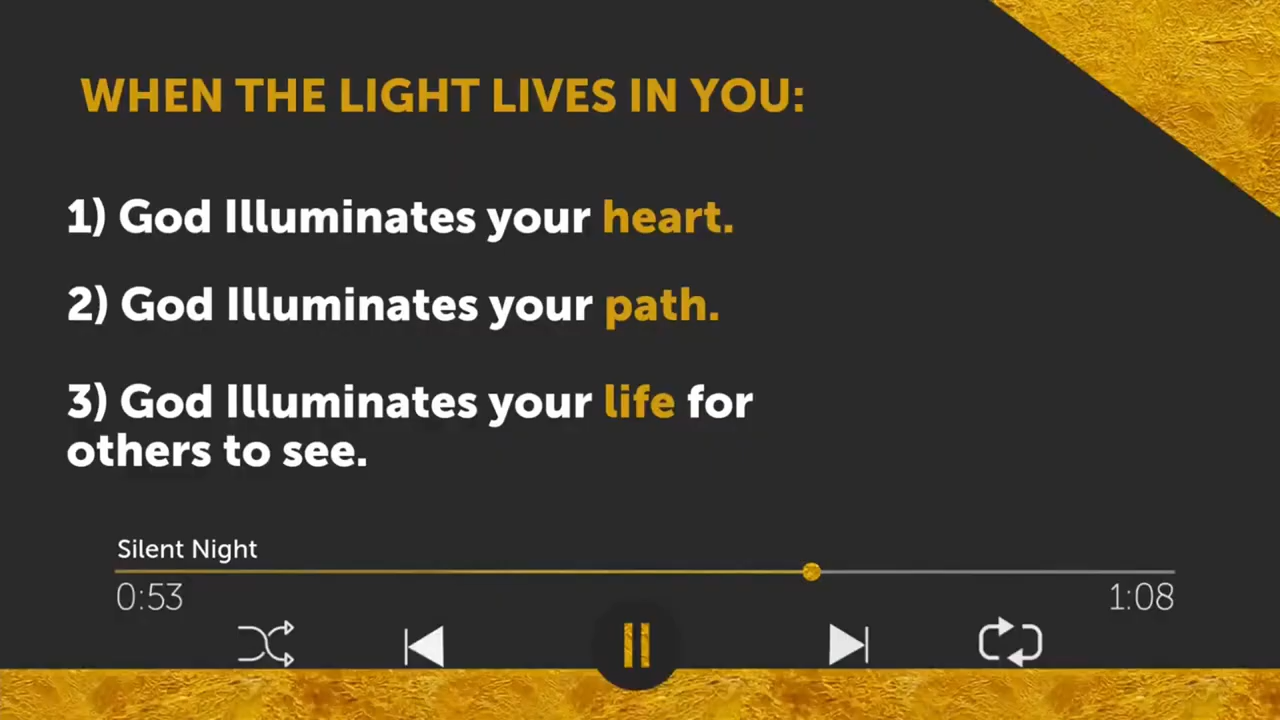 WHEN THE LIGHT LIVES IN YOU:
1) God Illuminates your heart.
2) God Illuminates your path.
3) God Illuminates your life for
others to see.
Silent Night
0:53
1:08